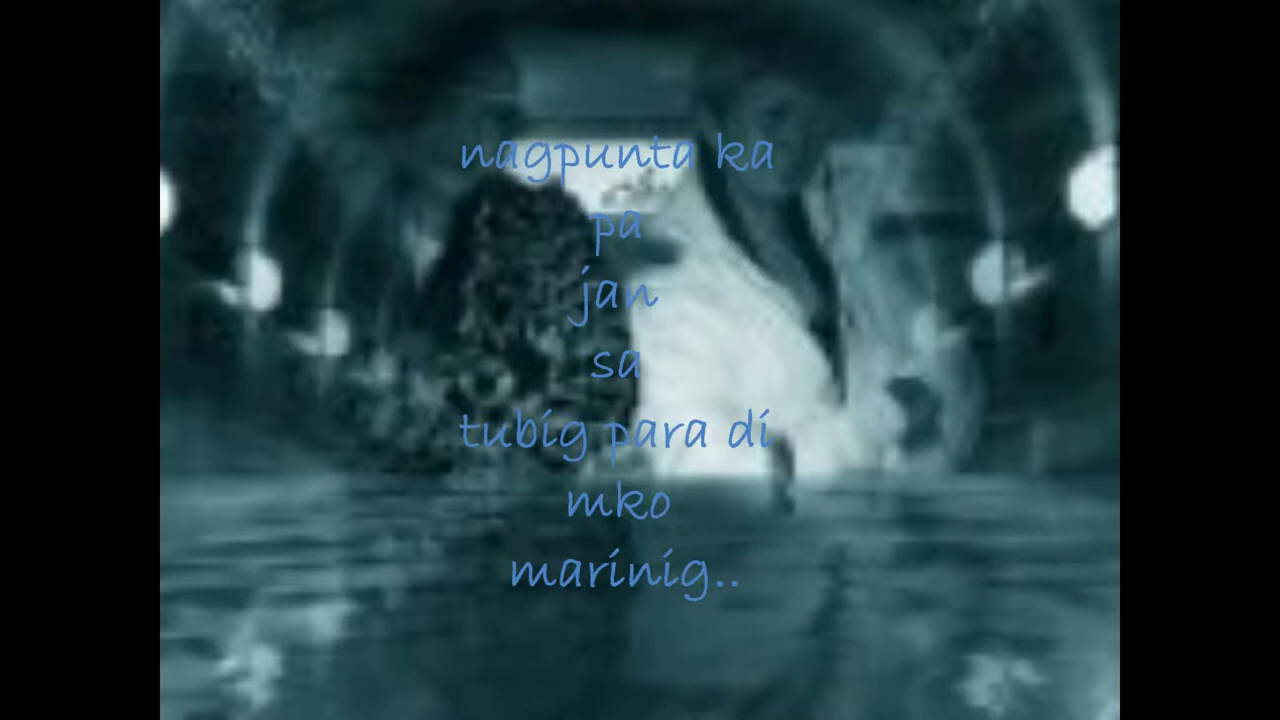 nagpunta ka
pa
jan
sa
tubig para di
mko
marinig..